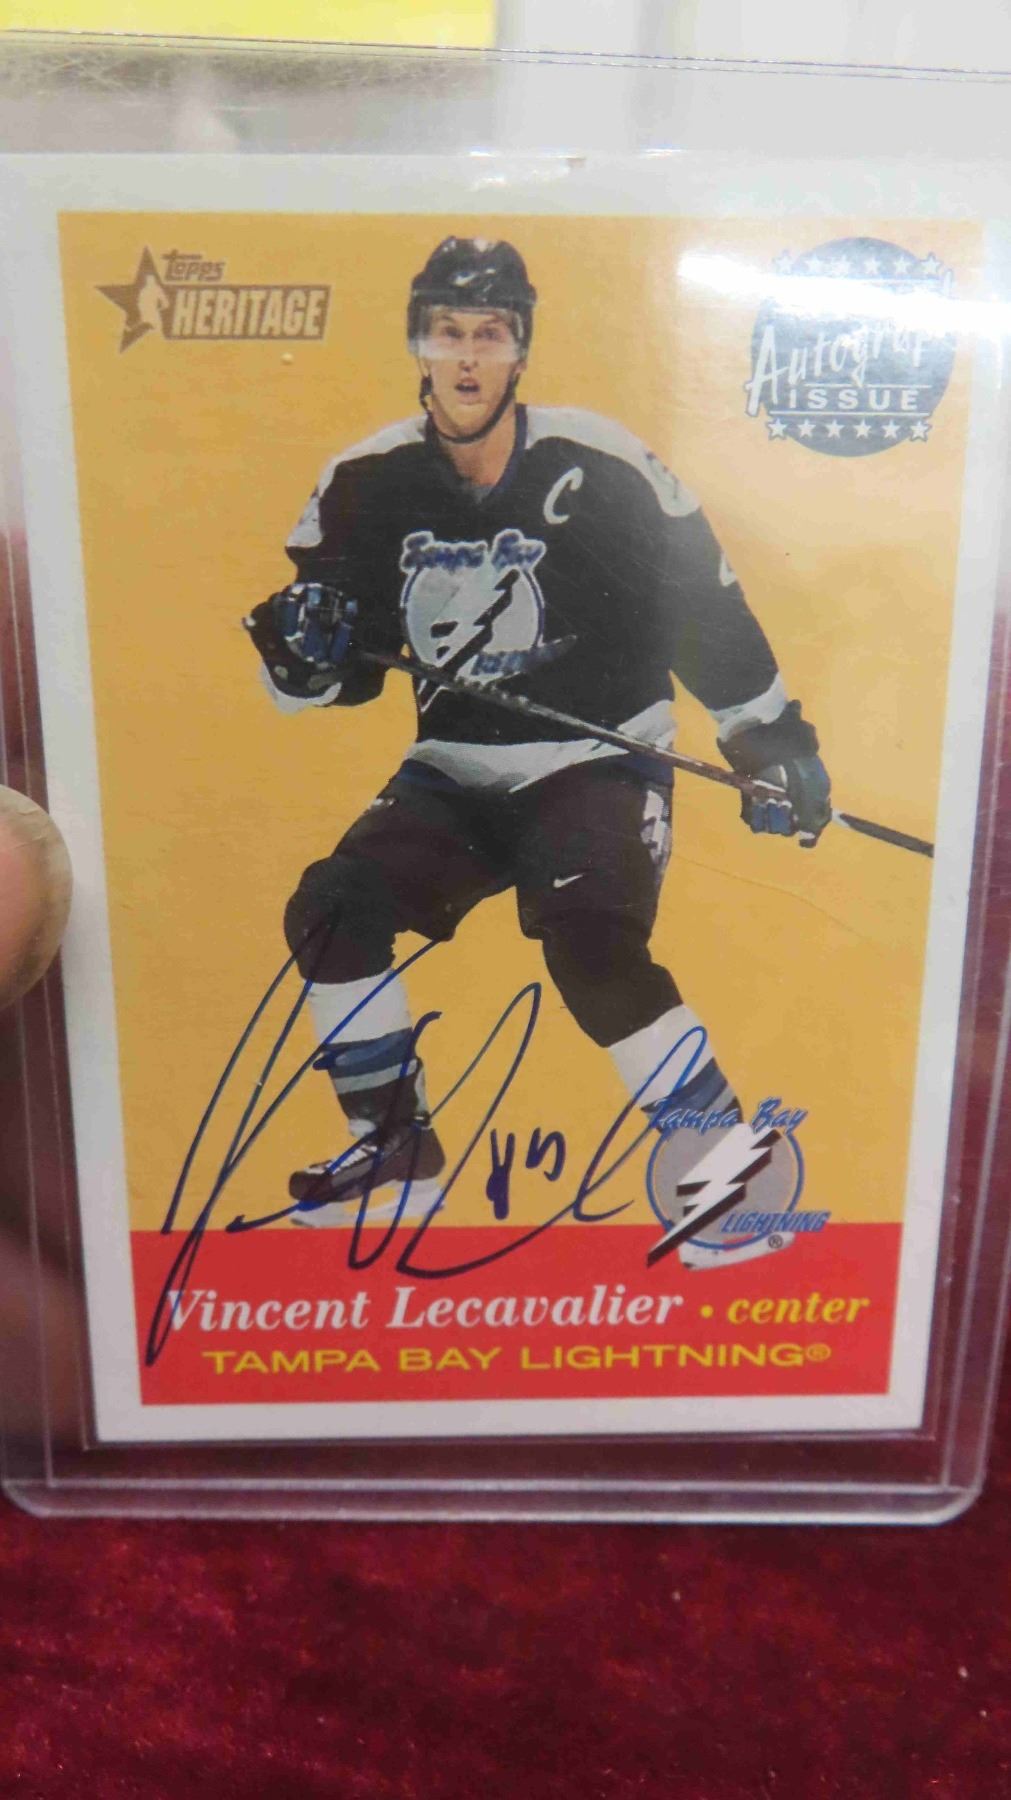 topps
HERITAGE
Autograph
ISSUE
C
Tampa Bay
Tampa Bay
LIGHTNING
®
Vincent Lecavalier • center
TAMPA BAY LIGHTNING®